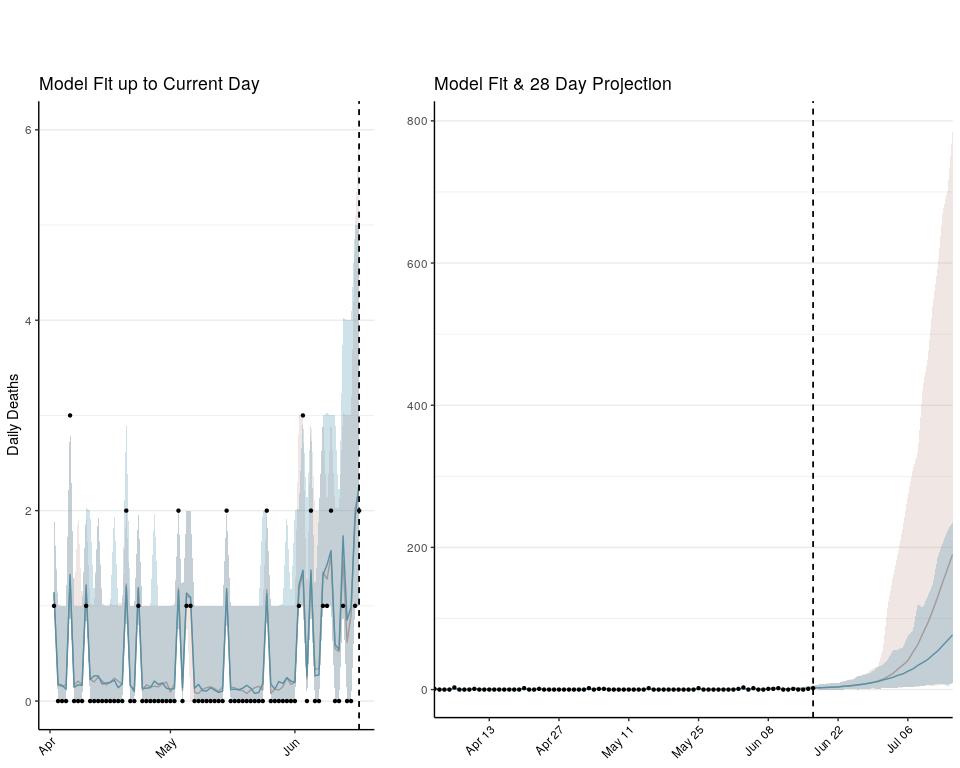 Model Fit up to Current Day
Daily Deaths
6
4
2
0
Apr
May
Jun
Model Fit & 28 Day Projection
800
600
400
200
0
Apr 13
Apr 27
May 11
May 25
Jun 08
Jun 22
Jul 06